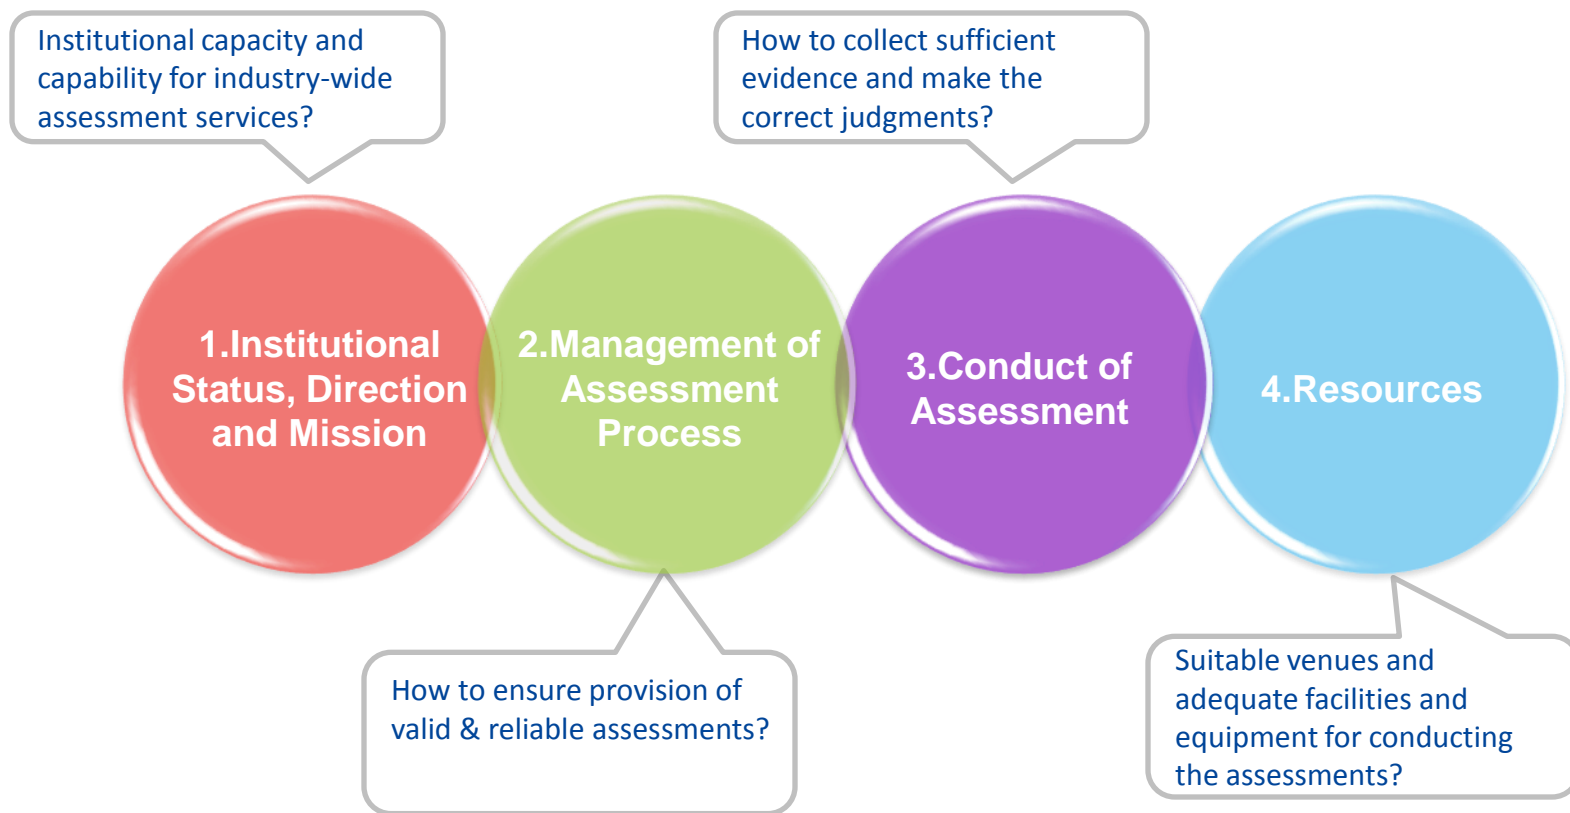 Institutional capacity and
capability for industry-wide
assessment services?
How to collect sufficient
evidence and make the
correct judgments?
1.Institutional
Status, Direction
and Mission
2.Management of
Assessment
Process
3.Conduct of
Assessment
4.Resources
How to ensure provision of
valid & reliable assessments?
Suitable venues and
adequate facilities and
equipment for conducting
the assessments?